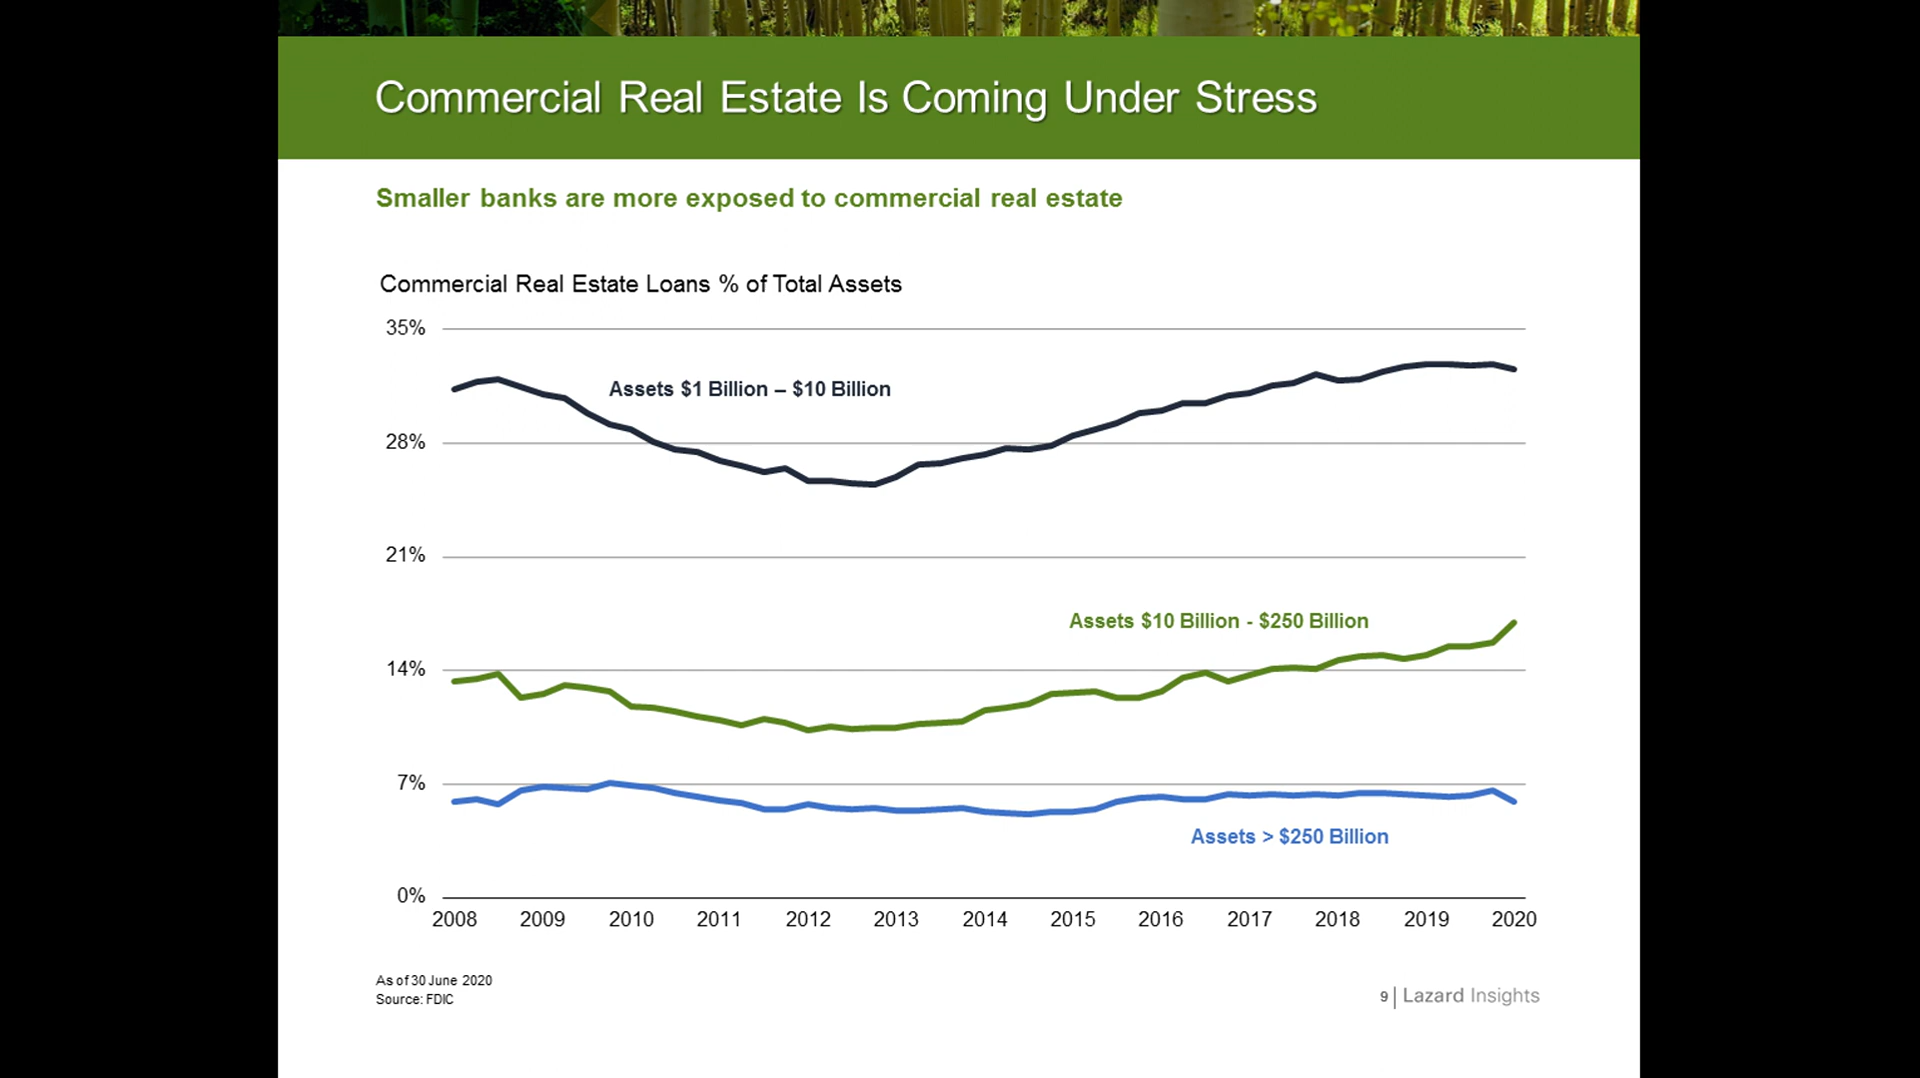 Commercial Real Estate Is Coming Under Stress
Smaller banks are more exposed to commercial real estate
Commercial Real Estate Loans % of Total Assets
35%
Assets $1 Billion – $10 Billion
28%
21%
Assets $10 Billion - $250 Billion
14%
7%
Assets > $250 Billion
0%
2008 2009 2010 2011 2012 2013 2014 2015 2016 2017 2018 2019 2020
As of 30 June 2020
Source: FDIC
9 | Lazard Insights